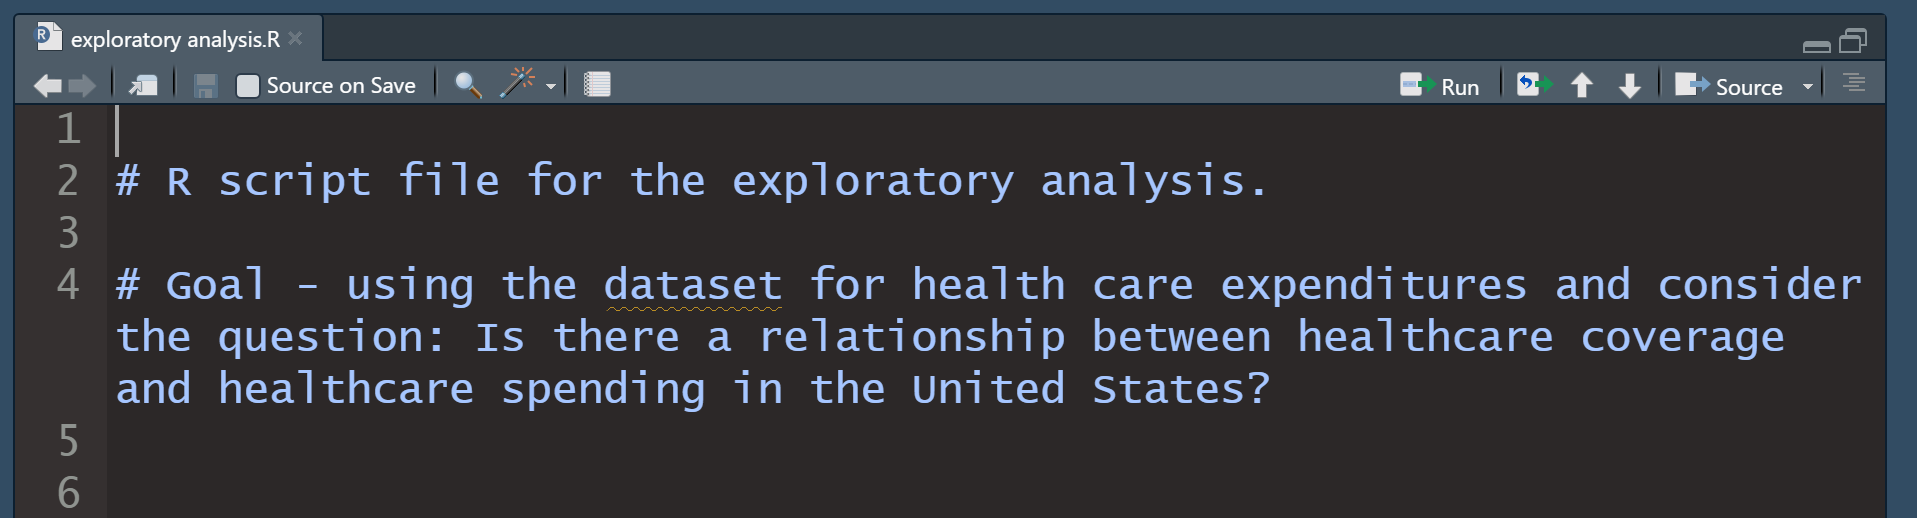 exploratory analysis.R
Source on Save
Run
Source
1
2 # R script file for the exploratory analysis.
3
4 # Goal - using the dataset for health care expenditures and consider
the question: Is there a relationship between healthcare coverage
and healthcare spending in the United States?
5
6